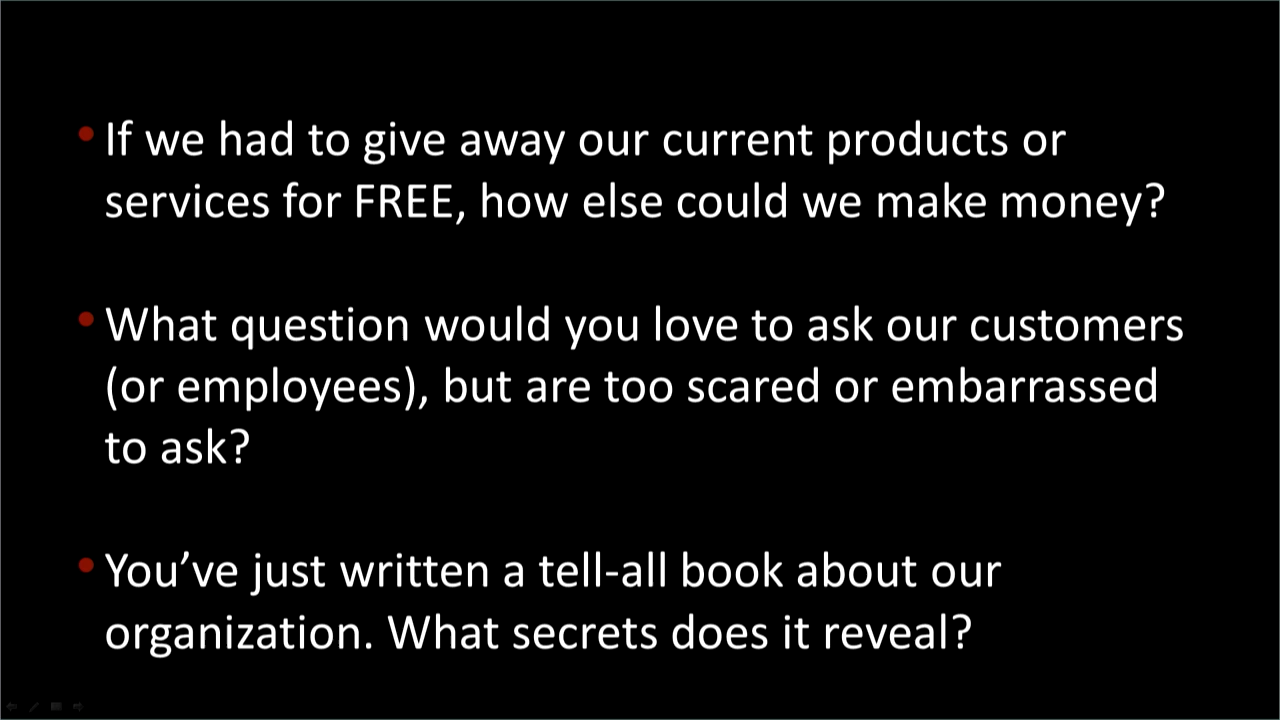 • If we had to give away our current products or
services for FREE, how else could we make money?
• What question would you love to ask our customers
(or employees), but are too scared or embarrassed
to ask?
• You’ve just written a tell-all book about our
organization. What secrets does it reveal?